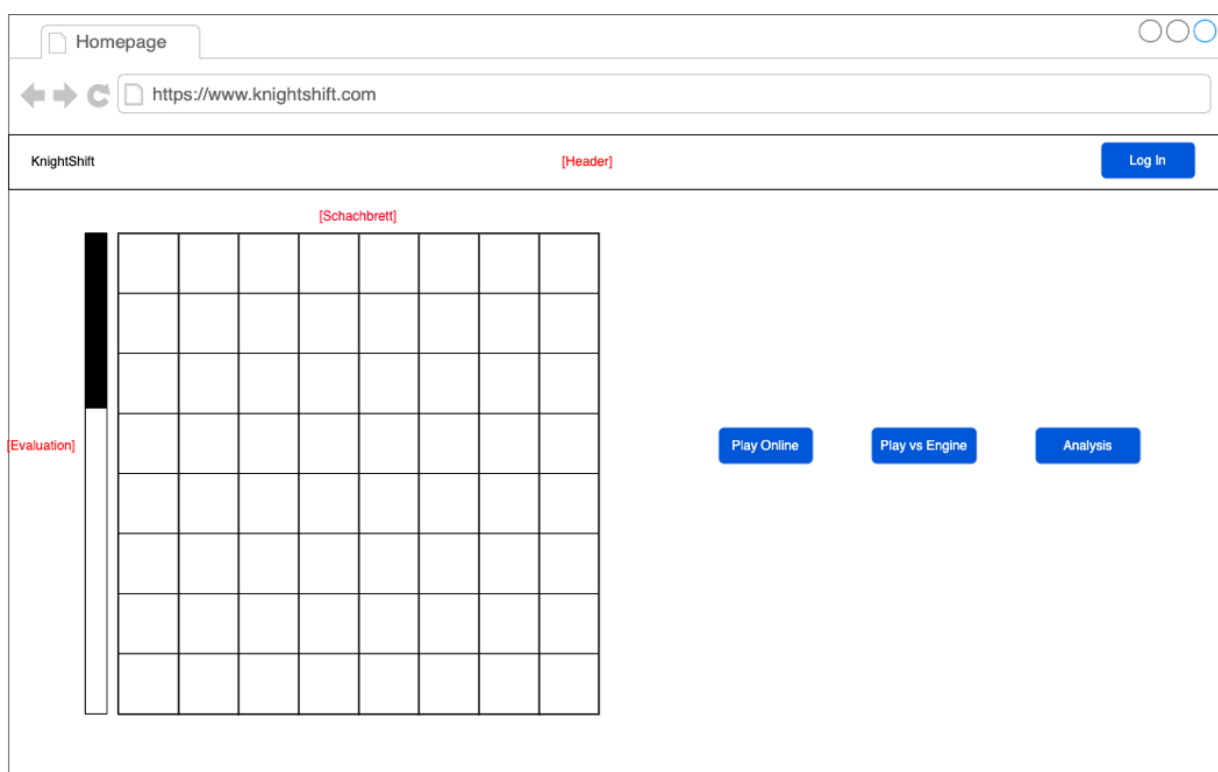 Homepage
https://www.knightshift.com
KnightShift
[Header]
Log In
[Schachbrett]
[Evaluation]
Play Online
Play vs Engine
Analysis